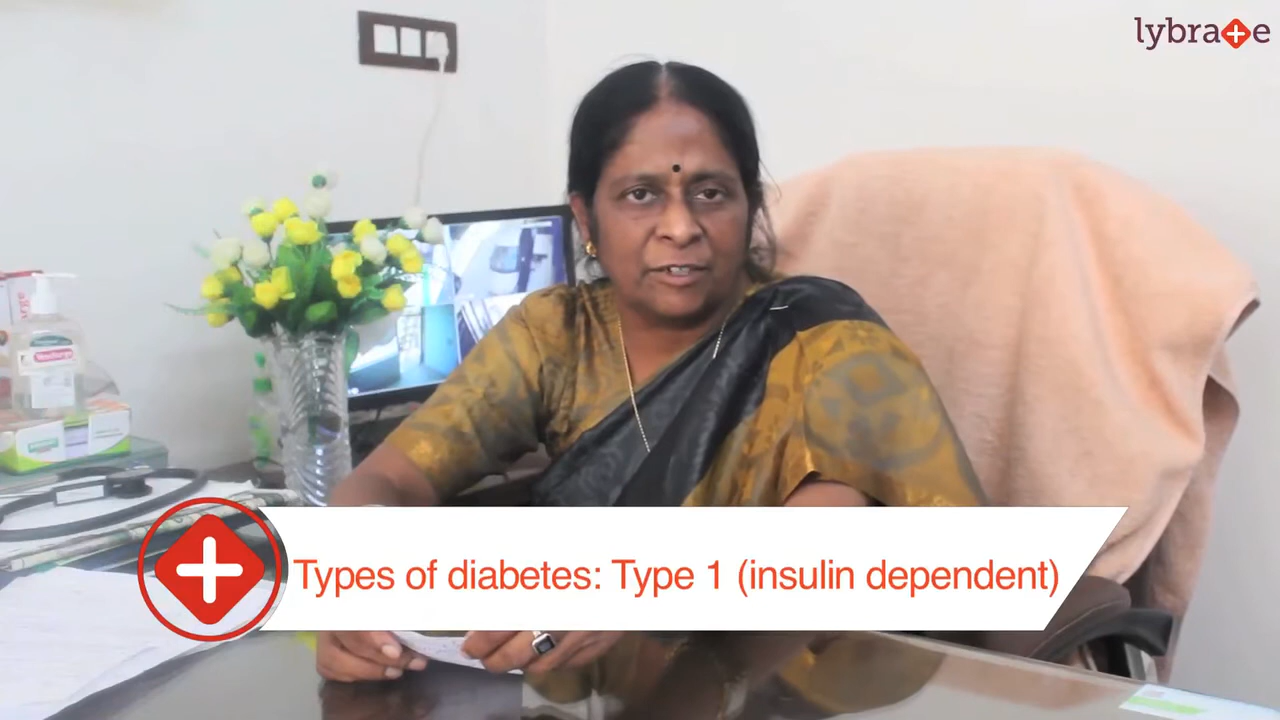 lybrate
Types of diabetes: Type 1 (insulin dependent)